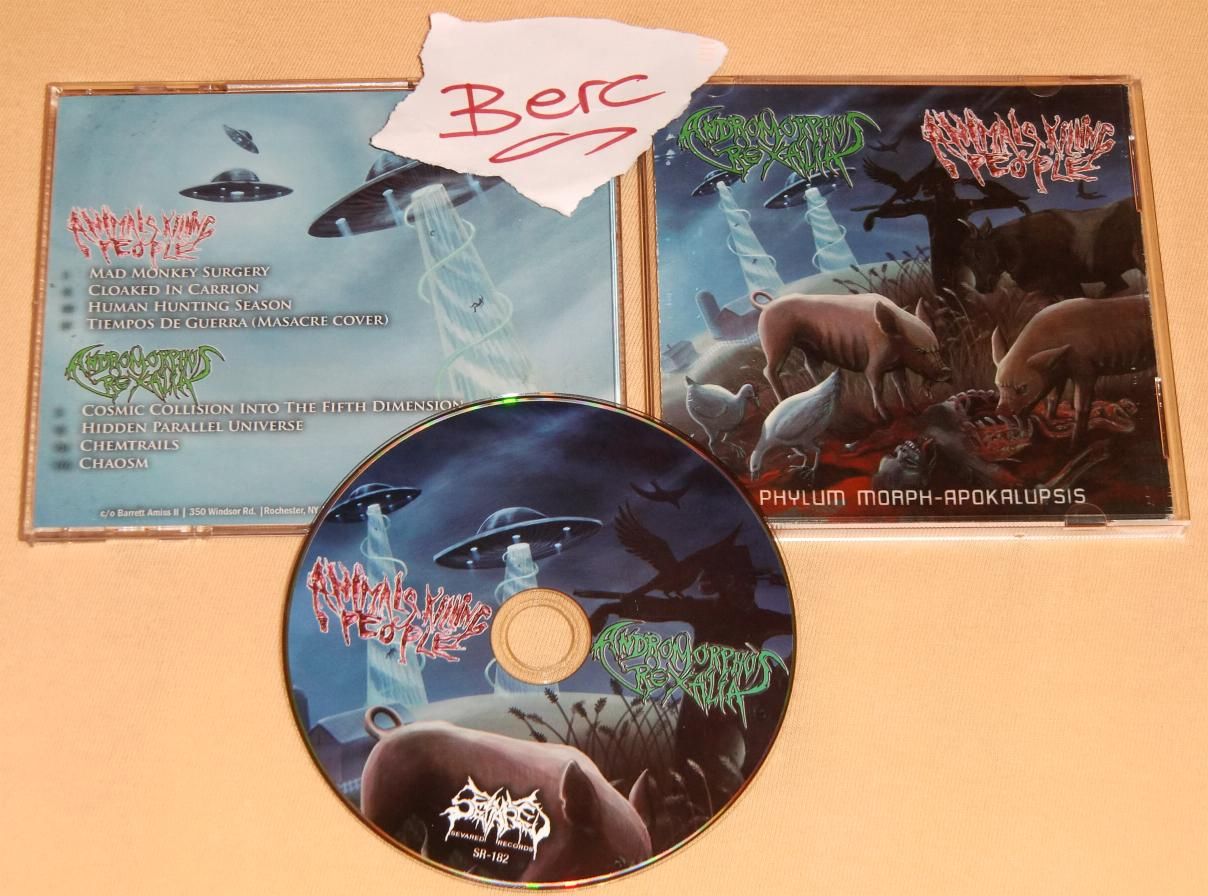 Berc
ANIMALS KILLING
PEOPLE
MAD MONKEY SURGERY
CLOAKED IN CARRION
HUMAN HUNTING SEASON
TIEMPOS DE GUERRA (MASACRE COVER)
ANDROMORPHUS
REXALIA
COSMIC COLLISION INTO THE FIFTH DIMENSION
HIDDEN PARALLEL UNIVERSE
CHEMTRAILS
CHAOSM
c/o Barrett Amiss II | 350 Windsor Rd. |Rochester, NY
ANDROMORPHUS
REXALIA
ANIMALS KILLING
PEOPLE
PHYLUM MORPH-APOKALUPSIS
ANIMALS KILLING
PEOPLE
ANDROMORPHUS
REXALIA
SEVARED
SEVARED RECORDS
SR-182